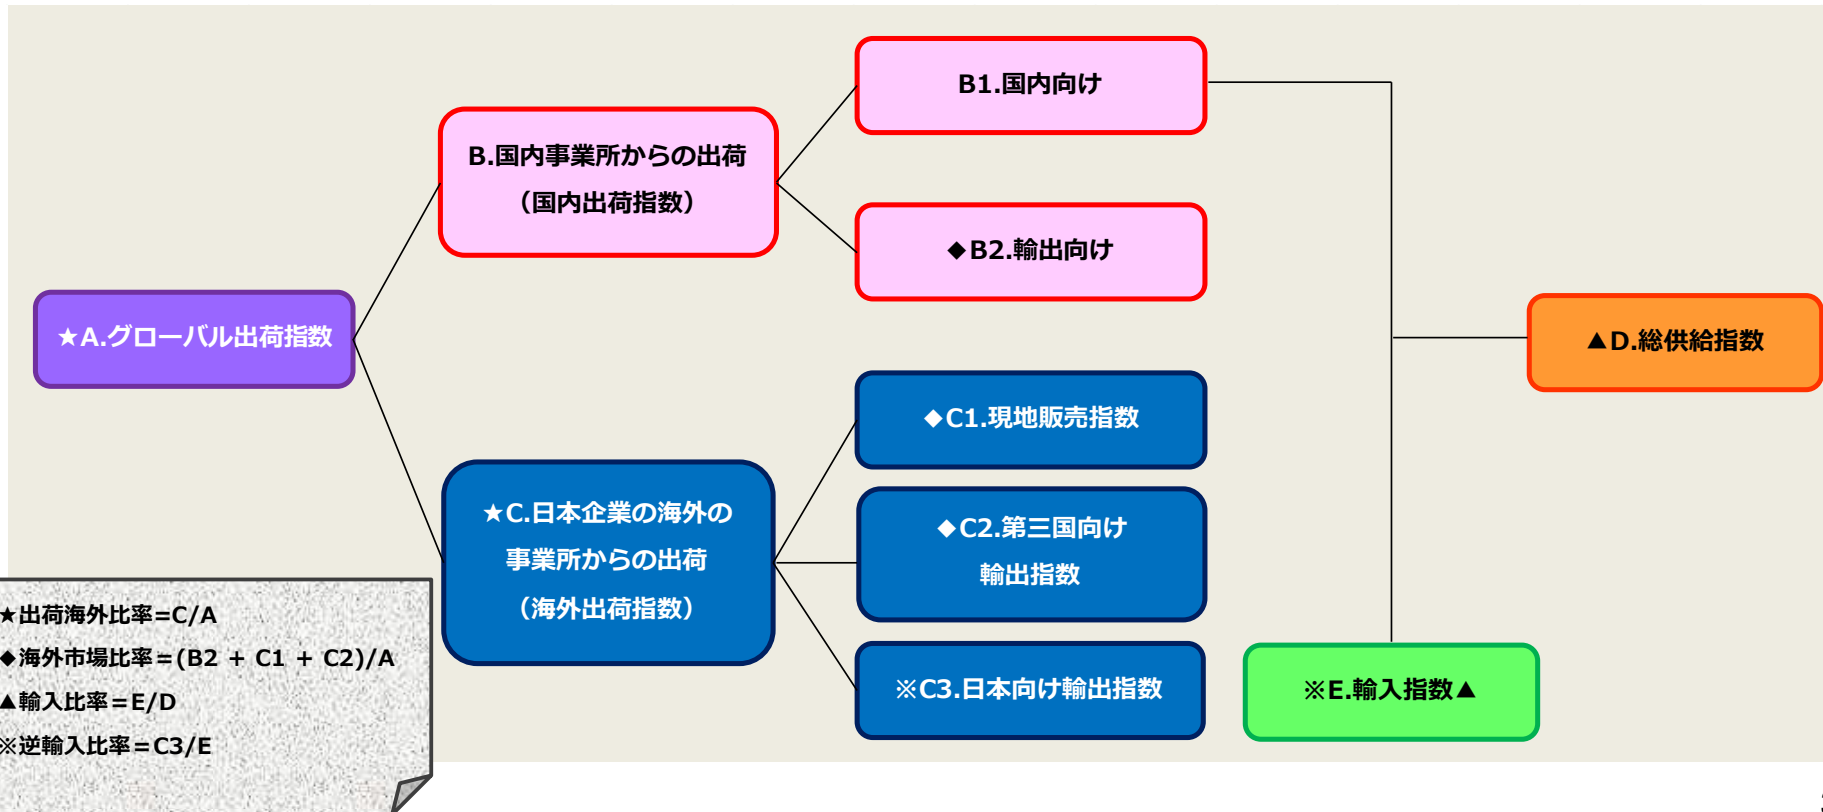 B1.国内向け
B.国内事業所からの出荷
（国内出荷指数）
◆B2.輸出向け
★A.グローバル出荷指数
▲D.総供給指数
◆C1.現地販売指数
★C.日本企業の海外の
事業所からの出荷
（海外出荷指数）
◆C2.第三国向け
輸出指数
※C3.日本向け輸出指数
※E.輸入指数▲
★出荷海外比率=C/A
◆海外市場比率=(B2 + C1 + C2)/A
▲輸入比率=E/D
※逆輸入比率=C3/E